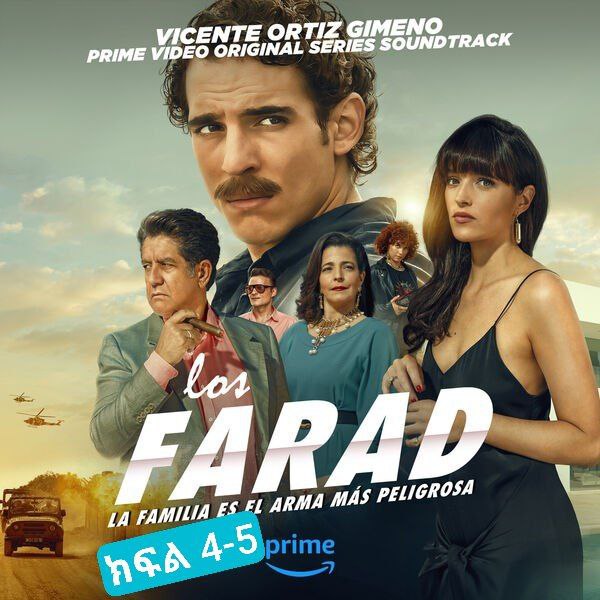 VICENTE ORTIZ GIMENO
PRIME VIDEO ORIGINAL SERIES SOUNDTRACK
los
FARAD
LA FAMILIA ES EL ARMA MÁS PELIGROSA
ክፍል 4-5
prime